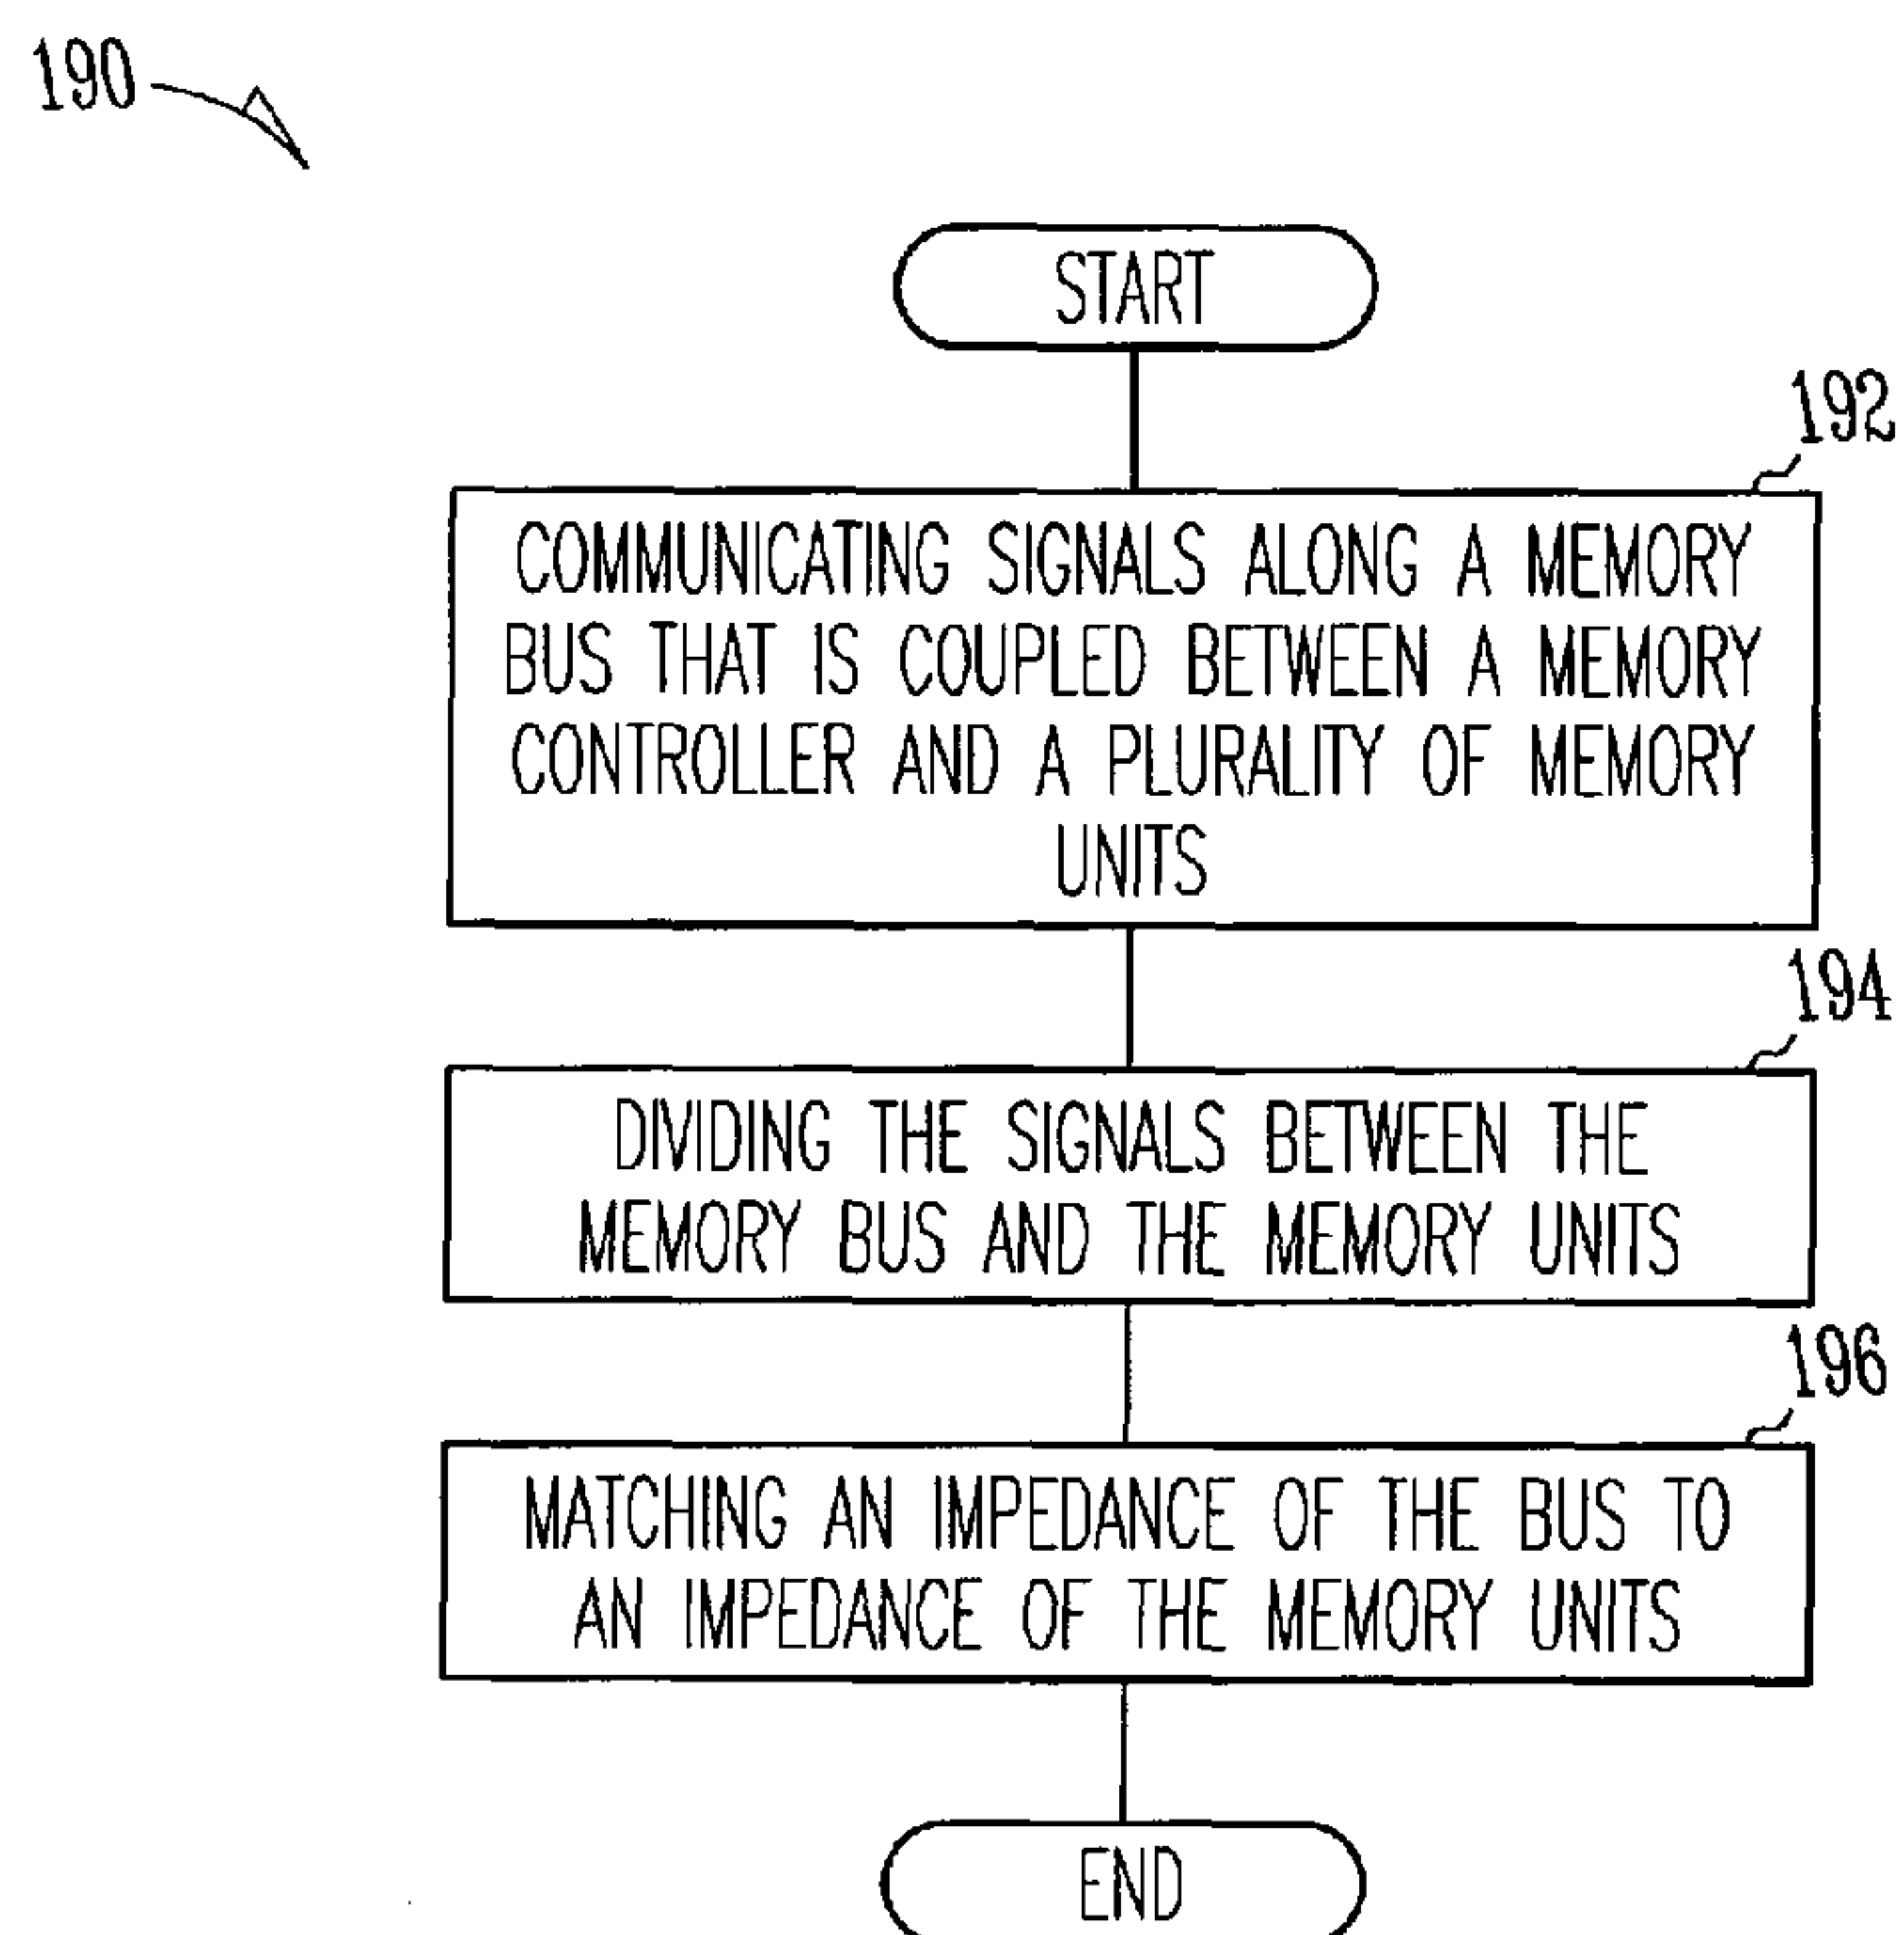 190
START
192
COMMUNICATING SIGNALS ALONG A MEMORY
BUS THAT IS COUPLED BETWEEN A MEMORY
CONTROLLER AND A PLURALITY OF MEMORY
UNITS
194
DIVIDING THE SIGNALS BETWEEN THE
MEMORY BUS AND THE MEMORY UNITS
196
MATCHING AN IMPEDANCE OF THE BUS TO
AN IMPEDANCE OF THE MEMORY UNITS
END